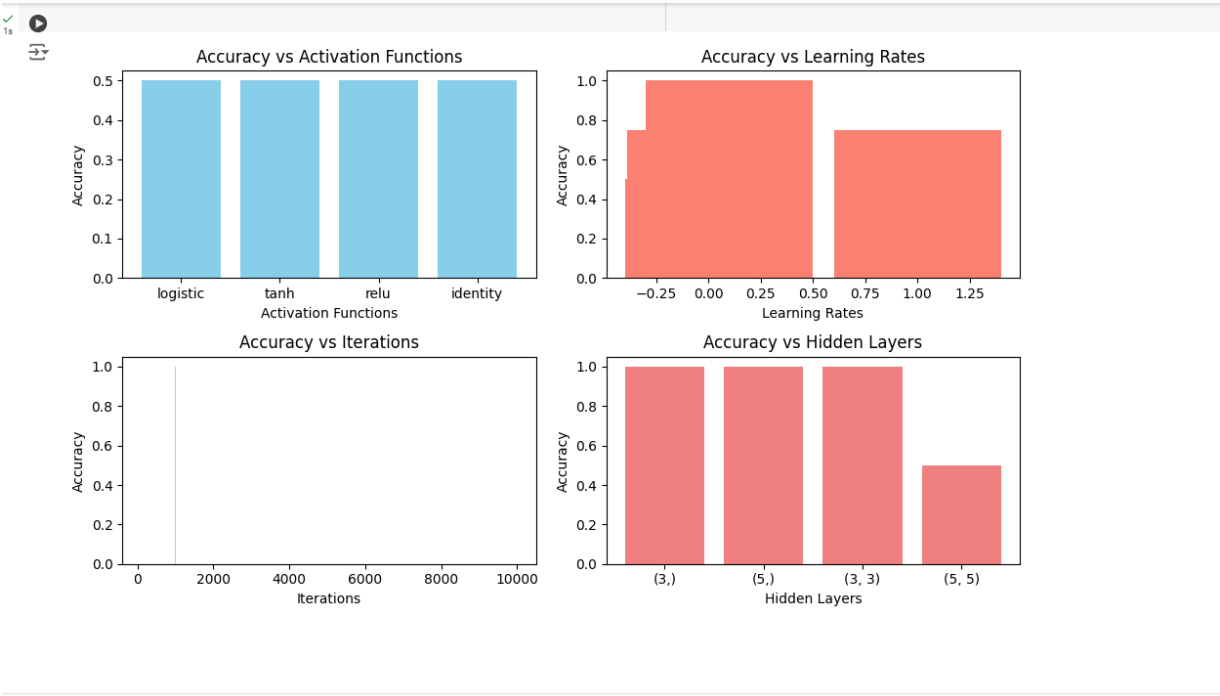 1s
Accuracy vs Activation Functions
Accuracy
0.5
0.4
0.3
0.2
0.1
0.0
logistic tanh relu identity
Activation Functions
Accuracy vs Learning Rates
Accuracy
1.0
0.8
0.6
0.4
0.2
0.0
−0.25 0.00 0.25 0.50 0.75 1.00 1.25
Learning Rates
Accuracy vs Iterations
Accuracy
1.0
0.8
0.6
0.4
0.2
0.0
0 2000 4000 6000 8000 10000
Iterations
Accuracy vs Hidden Layers
Accuracy
1.0
0.8
0.6
0.4
0.2
0.0
(3,) (5,) (3, 3) (5, 5)
Hidden Layers